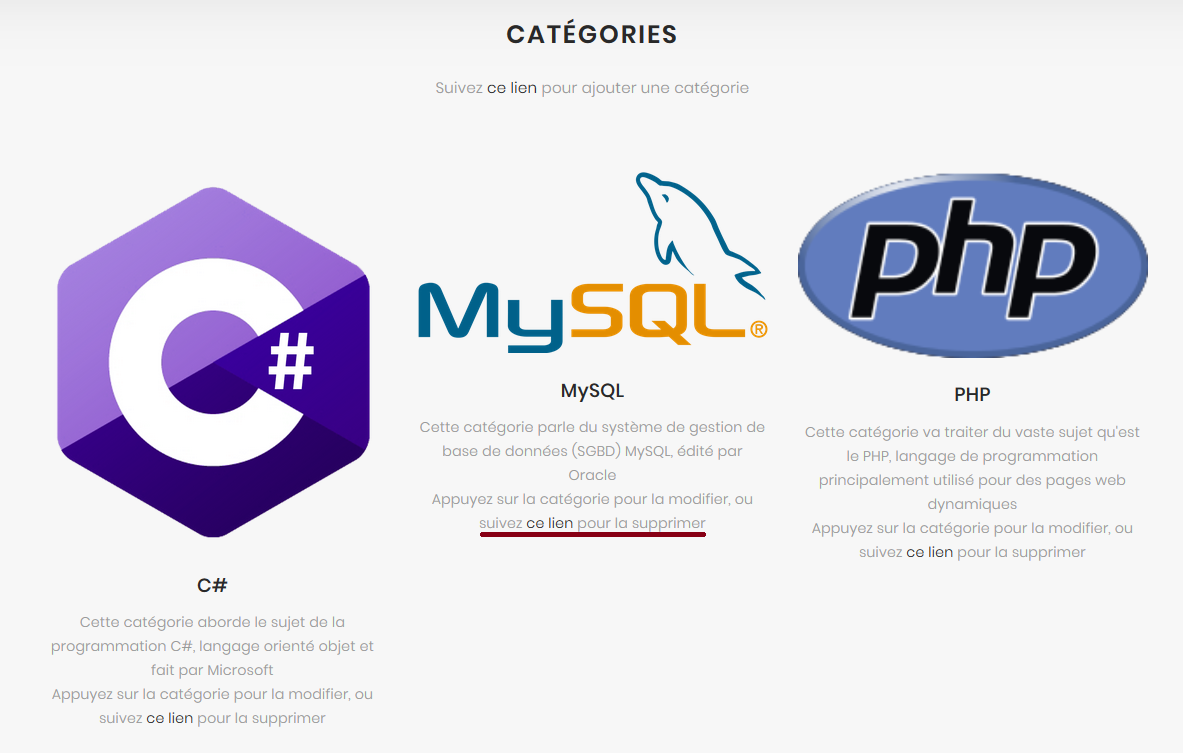 CATÉGORIES
Suivez ce lien pour ajouter une catégorie
C#
C#
Cette catégorie aborde le sujet de la
programmation C#, langage orienté objet et
fait par Microsoft
Appuyez sur la catégorie pour la modifier, ou
suivez ce lien pour la supprimer
MySQL®
MySQL
Cette catégorie parle du système de gestion de
base de données (SGBD) MySQL, édité par
Oracle
Appuyez sur la catégorie pour la modifier, ou
suivez ce lien pour la supprimer
php
PHP
Cette catégorie va traiter du vaste sujet qu'est
le PHP, langage de programmation
principalement utilisé pour des pages web
dynamiques
Appuyez sur la catégorie pour la modifier, ou
suivez ce lien pour la supprimer